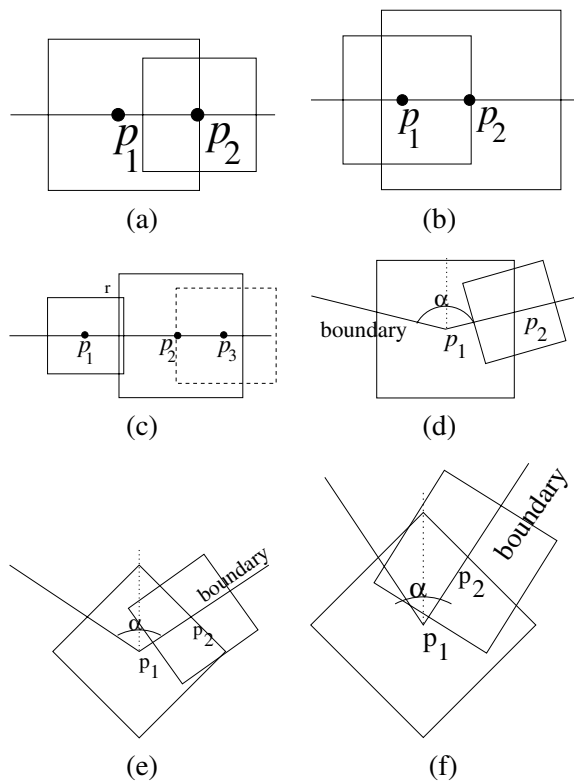 p1 p2
(a)
p1 p2
(b)
r
p1 p2 p3
(c)
α
boundary
p1 p2
(d)
boundary
α
p2
p1
(e)
boundary
p2
α
p1
(f)